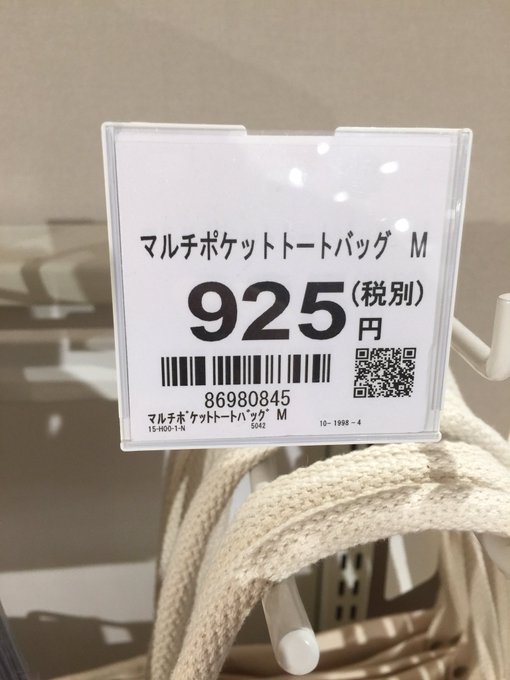 マルチポケットトートバッグ　M
925(税別)円
86980845
ﾏﾙﾁﾎﾟｹｯﾄﾄｰﾄﾊﾞｯｸﾞ M
15-H00-1-N 5042 10-1998-4